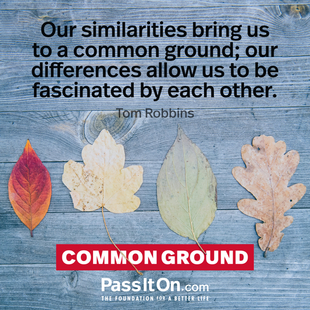 Our similarities bring us
to a common ground; our
differences allow us to be
fascinated by each other.
Tom Robbins
COMMON GROUND
PassItOn.com
THE FOUNDATION FOR A BETTER LIFE